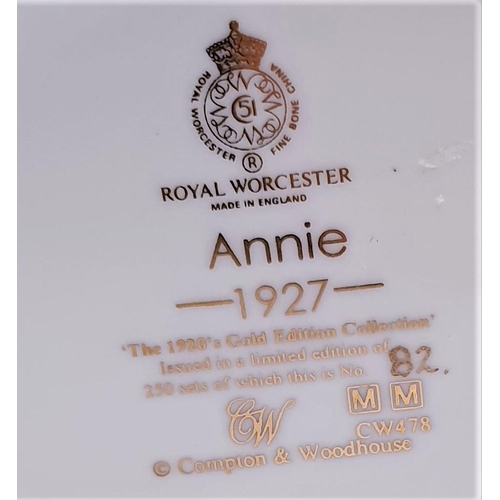 ROYAL WORCESTER FINE BONE CHINA
51
®
ROYAL WORCESTER
MADE IN ENGLAND
Annie
1927
'The 1920's Gold Edition Collection'
Issued in a limited edition of
250 sets of which this is No. 82.
CW M M
CW478
© Compton & Woodhouse